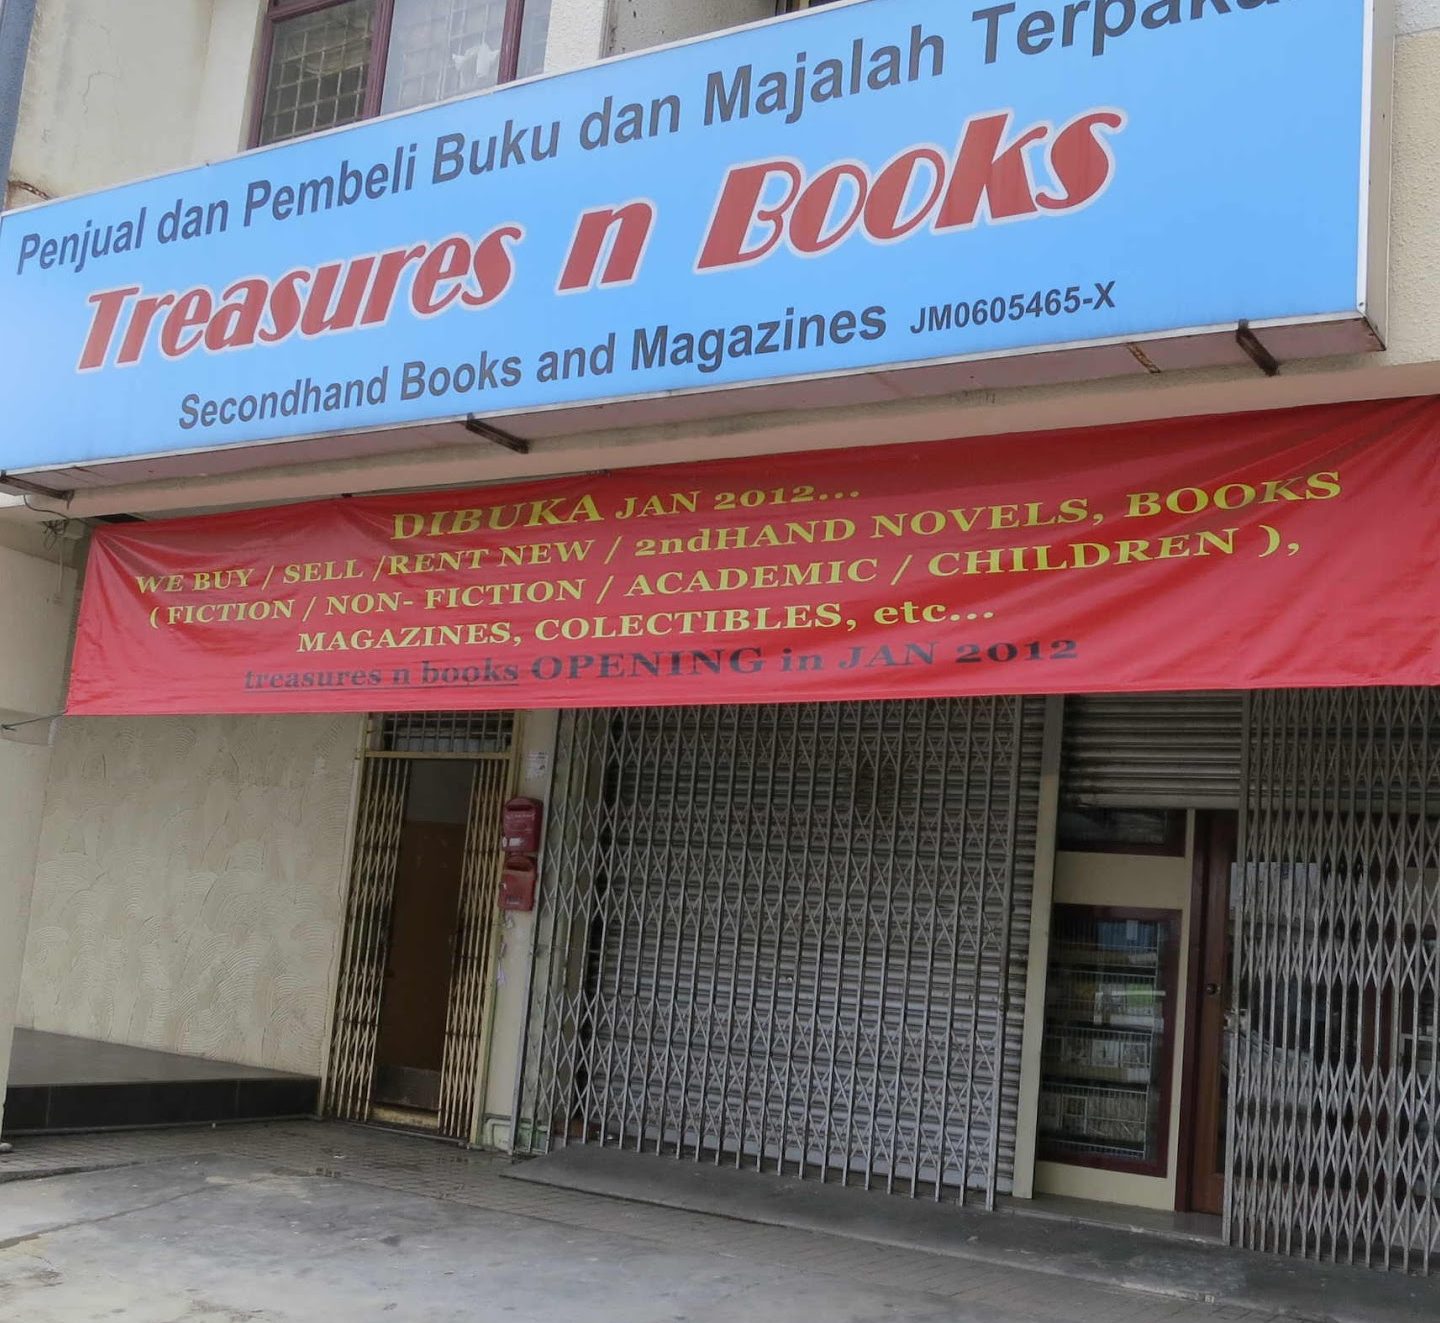 Penjual dan Pembeli Buku dan Majalah
Treasures n Books
Secondhand Books and Magazines JM0605465-X
DIBUKA JAN 2012...
WE BUY / SELL /RENT NEW / 2ndHAND NOVELS, BOOKS
( FICTION / NON- FICTION / ACADEMIC / CHILDREN ),
MAGAZINES, COLECTIBLES, etc...
treasures n books OPENING in JAN 2012